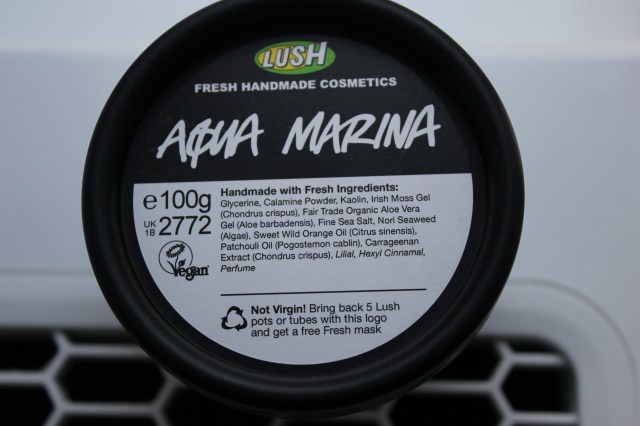 LUSH
FRESH HANDMADE COSMETICS
AQUA MARINA
e100g
UK 2772
1B
Vegan
Handmade with Fresh Ingredients:
Glycerine, Calamine Powder, Kaolin, Irish Moss Gel
(Chondrus crispus), Fair Trade Organic Aloe Vera
Gel (Aloe barbadensis), Fine Sea Salt, Nori Seaweed
(Algae), Sweet Wild Orange Oil (Citrus sinensis),
Patchouli Oil (Pogostemon cablin), Carrageenan
Extract (Chondrus crispus), Lilial, Hexyl Cinnamal,
Perfume
Not Virgin! Bring back 5 Lush
pots or tubes with this logo
and get a free Fresh mask